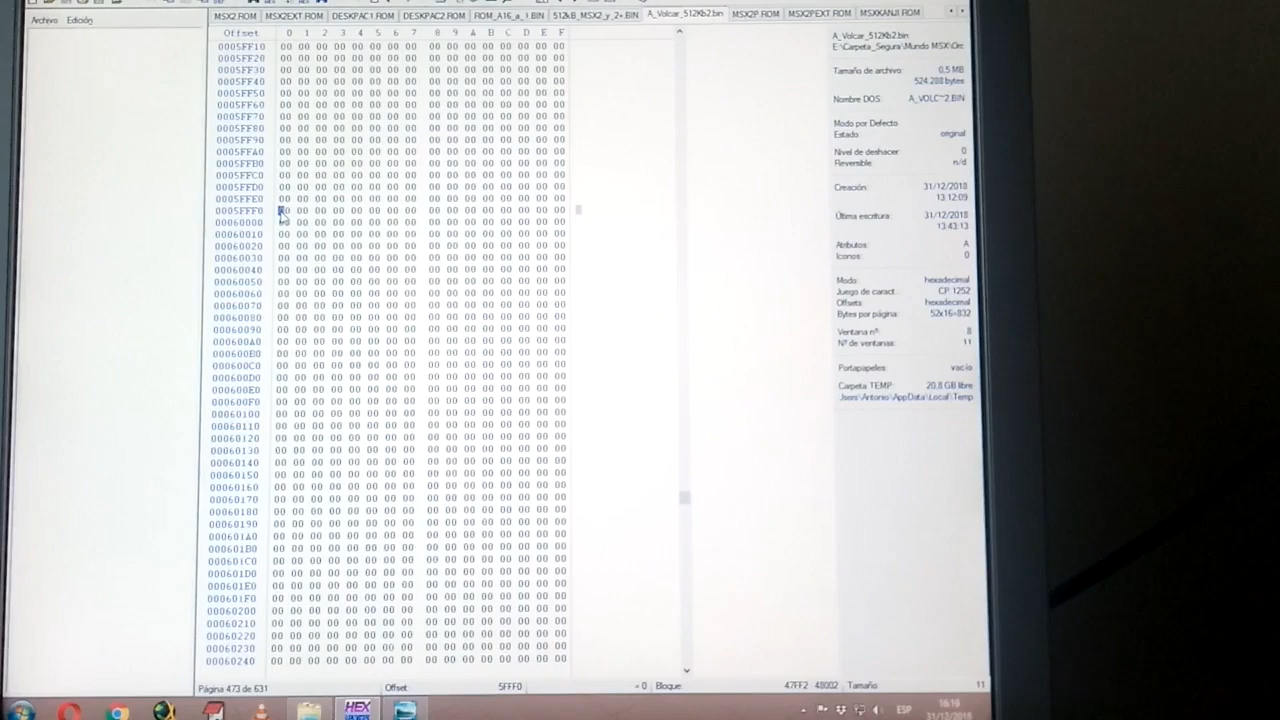 Archivo Edición
MSX2.ROM MSX2EXT.ROM DESKPAC1.ROM DESKPAC2.ROM ROM_A16_a_1.BIN 512kB_MSX2_y_2+.BIN A_Volcar_512Kb2.bin MSX2P.ROM MSX2PEXT.ROM MSXKANJI.ROM
Offset 0 1 2 3 4 5 6 7 8 9 A B C D E F
0005FF10 00 00 00 00 00 00 00 00 00 00 00 00 00 00 00 00
0005FF20 00 00 00 00 00 00 00 00 00 00 00 00 00 00 00 00
0005FF30 00 00 00 00 00 00 00 00 00 00 00 00 00 00 00 00
0005FF40 00 00 00 00 00 00 00 00 00 00 00 00 00 00 00 00
0005FF50 00 00 00 00 00 00 00 00 00 00 00 00 00 00 00 00
0005FF60 00 00 00 00 00 00 00 00 00 00 00 00 00 00 00 00
0005FF70 00 00 00 00 00 00 00 00 00 00 00 00 00 00 00 00
0005FF80 00 00 00 00 00 00 00 00 00 00 00 00 00 00 00 00
0005FF90 00 00 00 00 00 00 00 00 00 00 00 00 00 00 00 00
0005FFA0 00 00 00 00 00 00 00 00 00 00 00 00 00 00 00 00
0005FFB0 00 00 00 00 00 00 00 00 00 00 00 00 00 00 00 00
0005FFC0 00 00 00 00 00 00 00 00 00 00 00 00 00 00 00 00
0005FFD0 00 00 00 00 00 00 00 00 00 00 00 00 00 00 00 00
0005FFE0 00 00 00 00 00 00 00 00 00 00 00 00 00 00 00 00
0005FFF0 00 00 00 00 00 00 00 00 00 00 00 00 00 00 00 00
00060000 00 00 00 00 00 00 00 00 00 00 00 00 00 00 00 00
00060010 00 00 00 00 00 00 00 00 00 00 00 00 00 00 00 00
00060020 00 00 00 00 00 00 00 00 00 00 00 00 00 00 00 00
00060030 00 00 00 00 00 00 00 00 00 00 00 00 00 00 00 00
00060040 00 00 00 00 00 00 00 00 00 00 00 00 00 00 00 00
00060050 00 00 00 00 00 00 00 00 00 00 00 00 00 00 00 00
00060060 00 00 00 00 00 00 00 00 00 00 00 00 00 00 00 00
00060070 00 00 00 00 00 00 00 00 00 00 00 00 00 00 00 00
00060080 00 00 00 00 00 00 00 00 00 00 00 00 00 00 00 00
00060090 00 00 00 00 00 00 00 00 00 00 00 00 00 00 00 00
000600A0 00 00 00 00 00 00 00 00 00 00 00 00 00 00 00 00
000600B0 00 00 00 00 00 00 00 00 00 00 00 00 00 00 00 00
000600C0 00 00 00 00 00 00 00 00 00 00 00 00 00 00 00 00
000600D0 00 00 00 00 00 00 00 00 00 00 00 00 00 00 00 00
000600E0 00 00 00 00 00 00 00 00 00 00 00 00 00 00 00 00
000600F0 00 00 00 00 00 00 00 00 00 00 00 00 00 00 00 00
00060100 00 00 00 00 00 00 00 00 00 00 00 00 00 00 00 00
00060110 00 00 00 00 00 00 00 00 00 00 00 00 00 00 00 00
00060120 00 00 00 00 00 00 00 00 00 00 00 00 00 00 00 00
00060130 00 00 00 00 00 00 00 00 00 00 00 00 00 00 00 00
00060140 00 00 00 00 00 00 00 00 00 00 00 00 00 00 00 00
00060150 00 00 00 00 00 00 00 00 00 00 00 00 00 00 00 00
00060160 00 00 00 00 00 00 00 00 00 00 00 00 00 00 00 00
00060170 00 00 00 00 00 00 00 00 00 00 00 00 00 00 00 00
00060180 00 00 00 00 00 00 00 00 00 00 00 00 00 00 00 00
00060190 00 00 00 00 00 00 00 00 00 00 00 00 00 00 00 00
000601A0 00 00 00 00 00 00 00 00 00 00 00 00 00 00 00 00
000601B0 00 00 00 00 00 00 00 00 00 00 00 00 00 00 00 00
000601C0 00 00 00 00 00 00 00 00 00 00 00 00 00 00 00 00
000601D0 00 00 00 00 00 00 00 00 00 00 00 00 00 00 00 00
000601E0 00 00 00 00 00 00 00 00 00 00 00 00 00 00 00 00
000601F0 00 00 00 00 00 00 00 00 00 00 00 00 00 00 00 00
00060200 00 00 00 00 00 00 00 00 00 00 00 00 00 00 00 00
00060210 00 00 00 00 00 00 00 00 00 00 00 00 00 00 00 00
00060220 00 00 00 00 00 00 00 00 00 00 00 00 00 00 00 00
00060230 00 00 00 00 00 00 00 00 00 00 00 00 00 00 00 00
00060240 00 00 00 00 00 00 00 00 00 00 00 00 00 00 00 00
A_Volcar_512Kb2.bin
E:\Carpeta_Segura\Mundo MSX\Orc
Tamaño de archivo: 0,5 MB
524.288 bytes
Nombre DOS: A_VOLC~2.BIN
Modo por Defecto
Estado original
Nivel de deshacer: 0
Reversible: n/d
Creación: 31/12/2018
13:12:09
Última escritura: 31/12/2018
13:43:13
Atributos: A
Iconos: 0
Modo: hexadecimal
Juego de caract.: CP 1252
Offsets: hexadecimal
Bytes por página: 52x16=832
Ventana nº: 8
Nº de ventanas: 11
Portapapeles: vacío
Carpeta TEMP: 20,8 GB libre
Jsers\Antonio\AppData\Local\Temp
Página 473 de 631 Offset: 5FFF0 = 0 Bloque: 47FF2 48002 Tamaño 11
HEX
ESP
16:19
31/12/2018